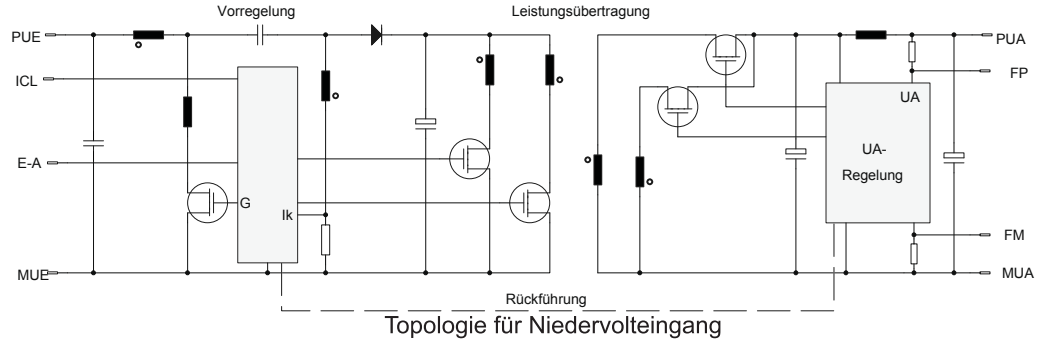 Vorregelung
Leistungsübertragung
PUE
PUA
ICL
FP
UA
E-A
UA-
Regelung
G
Ik
FM
MUE
MUA
Rückführung
Topologie für Niedervolteingang